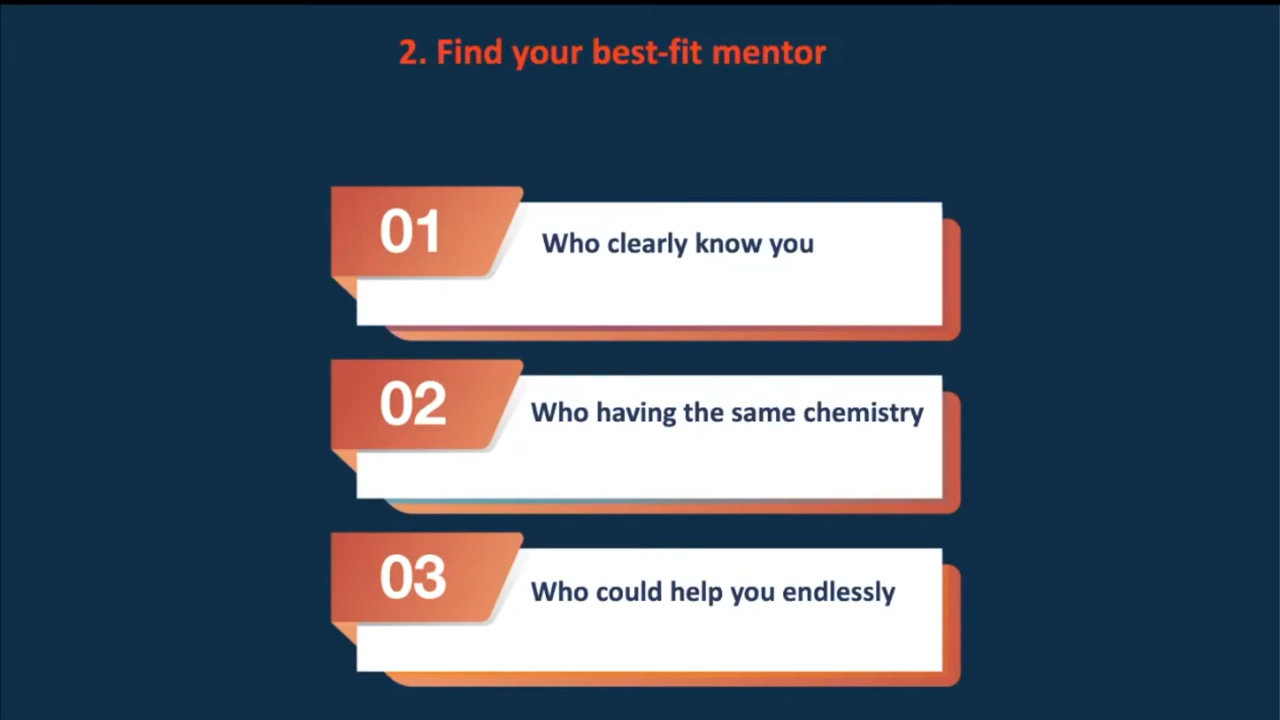 2. Find your best-fit mentor
01
Who clearly know you
02
Who having the same chemistry
03
Who could help you endlessly